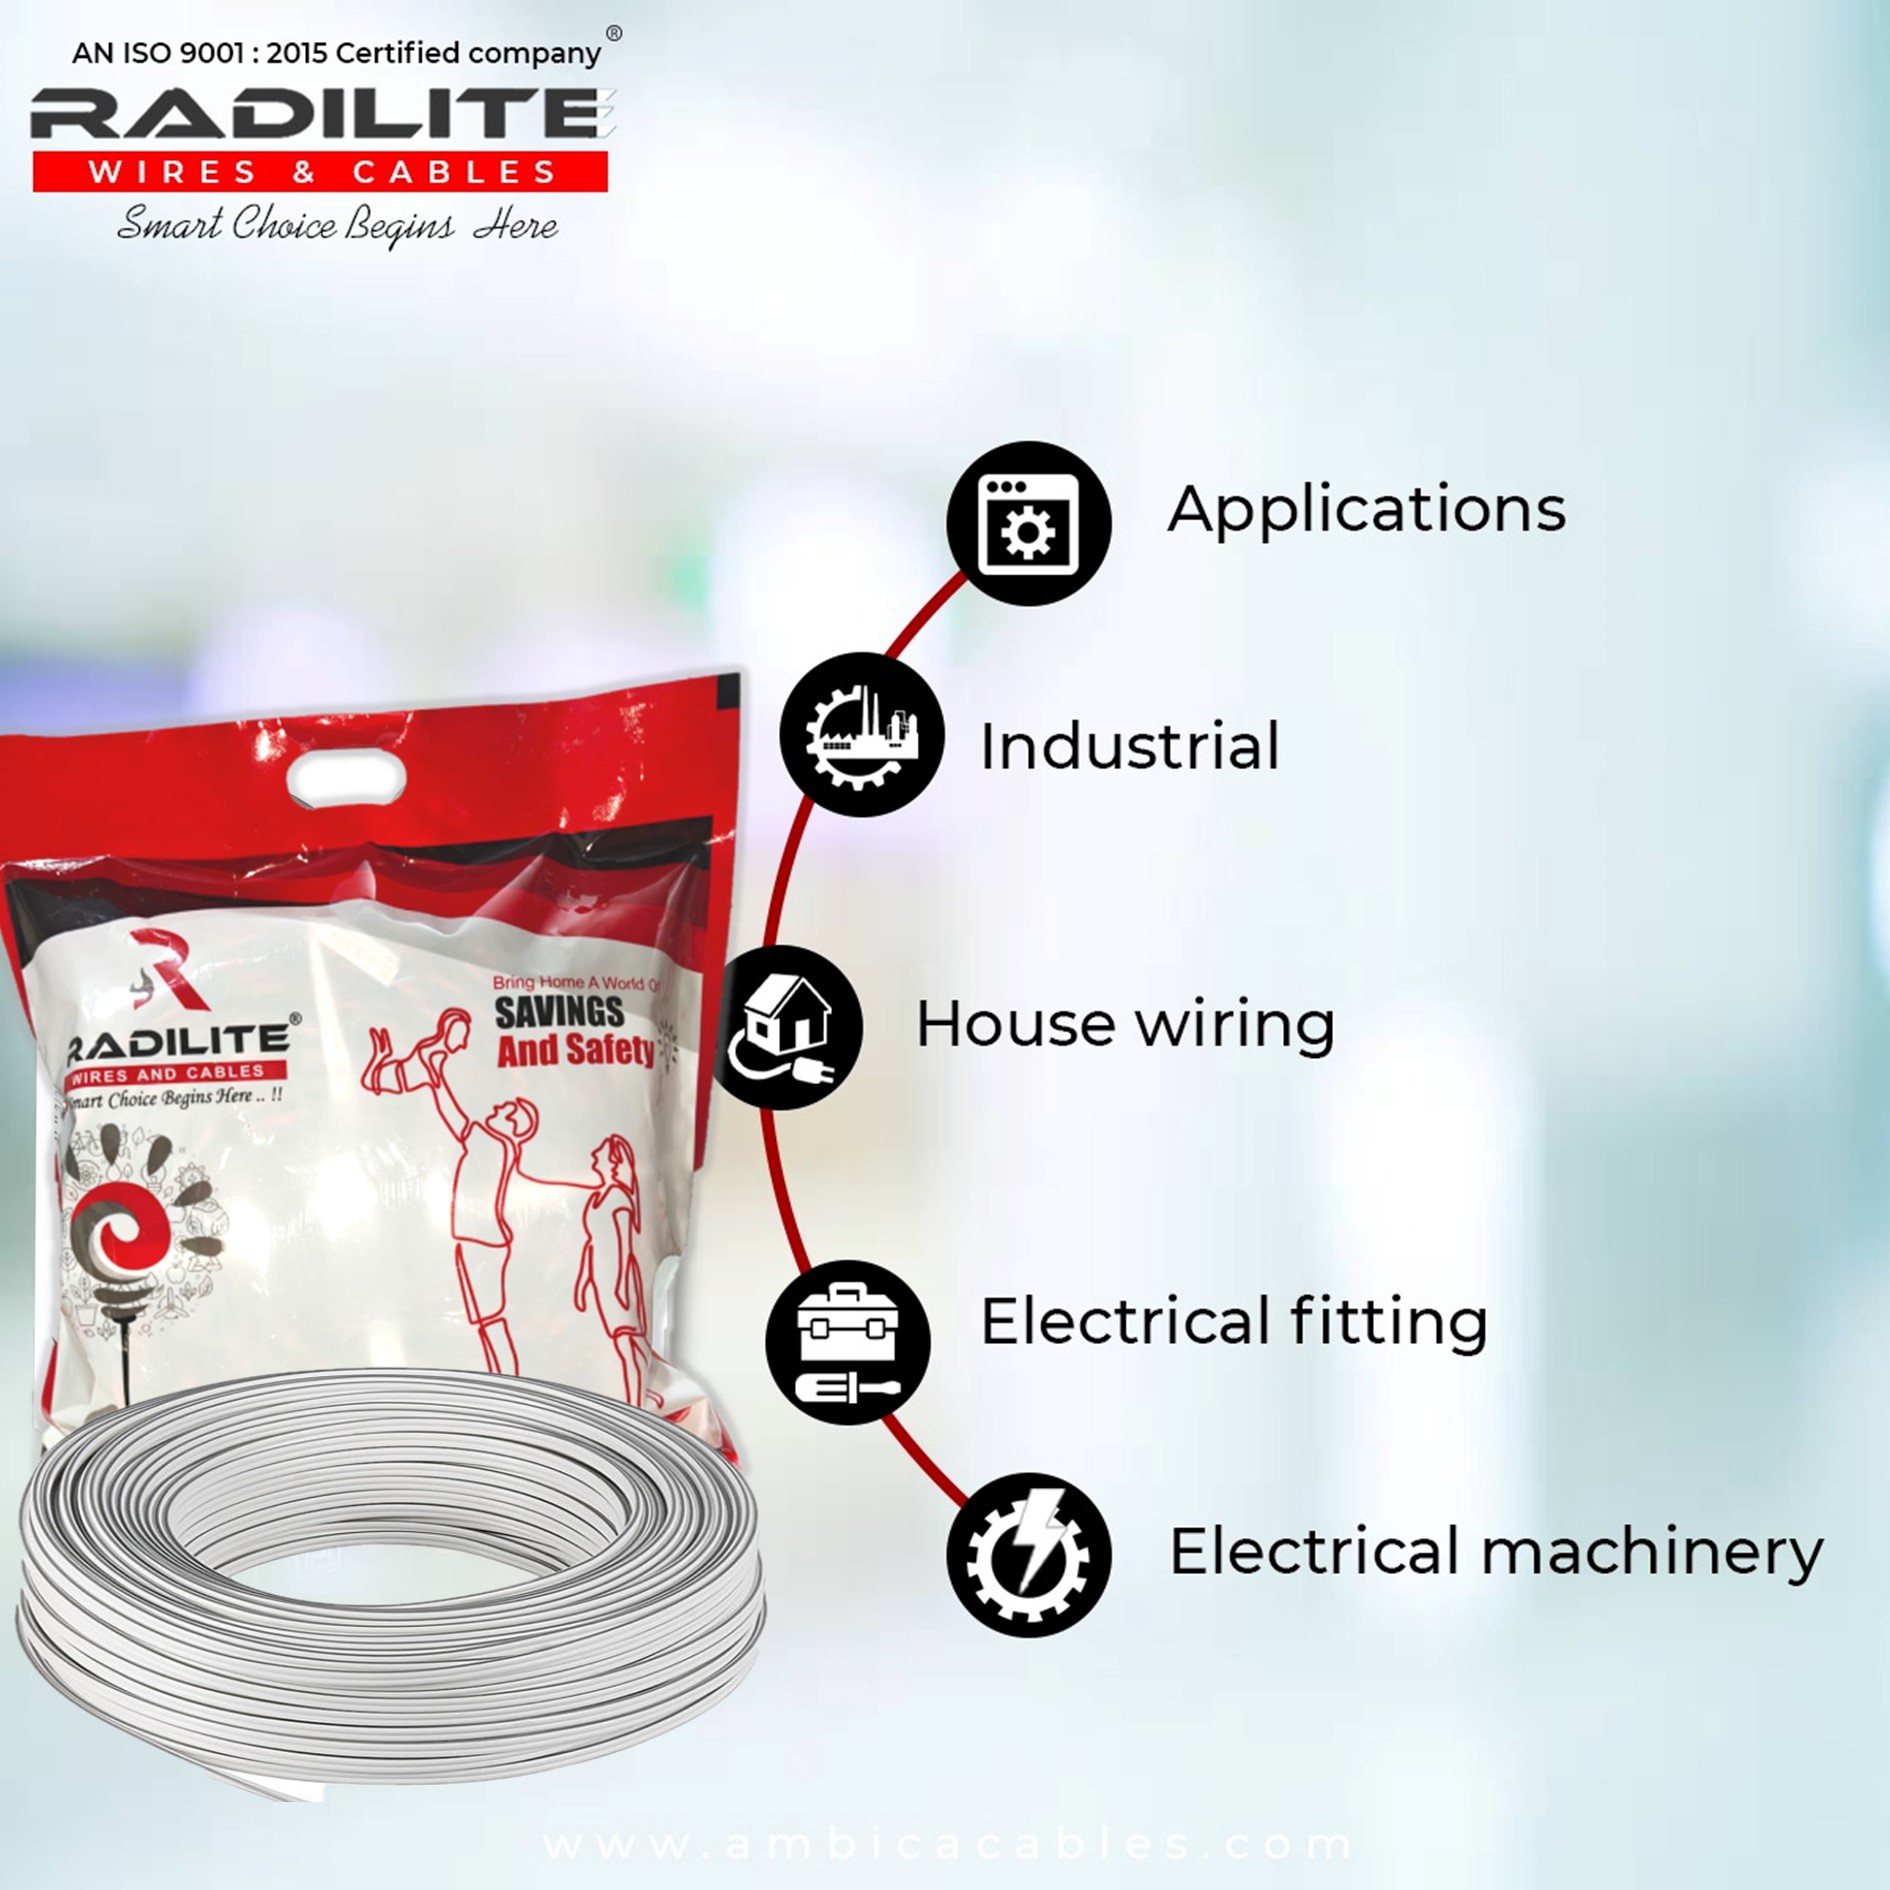 AN ISO 9001 : 2015 Certified company ®
RADILITE
WIRES & CABLES
Smart Choice Begins Here
Applications
Industrial
House wiring
Electrical fitting
Electrical machinery
R
RADILITE®
WIRES AND CABLES
Smart Choice Begins Here .. !!
Bring Home A World Of
SAVINGS
And Safety
www.ambicacables.com